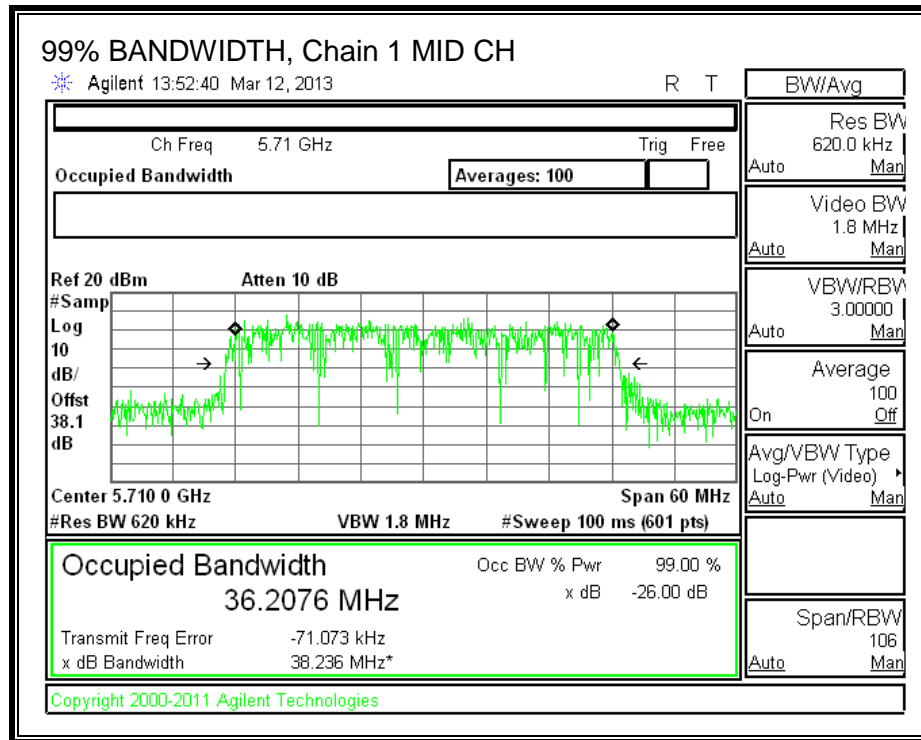 99% BANDWIDTH, Chain 1 MID CH
Agilent 13:52:40 Mar 12, 2013 R T
BW/Avg
Ch Freq 5.71 GHz Trig Free
Occupied Bandwidth Averages: 100
Res BW
620.0 kHz
Auto Man
Video BW
1.8 MHz
Auto Man
VBW/RBW
3.00000
Auto Man
Average
100
On Off
Avg/VBW Type
Log-Pwr (Video)
Auto Man
Span/RBW
106
Auto Man
Ref 20 dBm Atten 10 dB
#Samp
Log
10
dB/
Offst
38.1
dB
Center 5.710 0 GHz Span 60 MHz
#Res BW 620 kHz VBW 1.8 MHz #Sweep 100 ms (601 pts)
Occupied Bandwidth Occ BW % Pwr 99.00 %
36.2076 MHz x dB -26.00 dB
Transmit Freq Error -71.073 kHz
x dB Bandwidth 38.236 MHz*
Copyright 2000-2011 Agilent Technologies